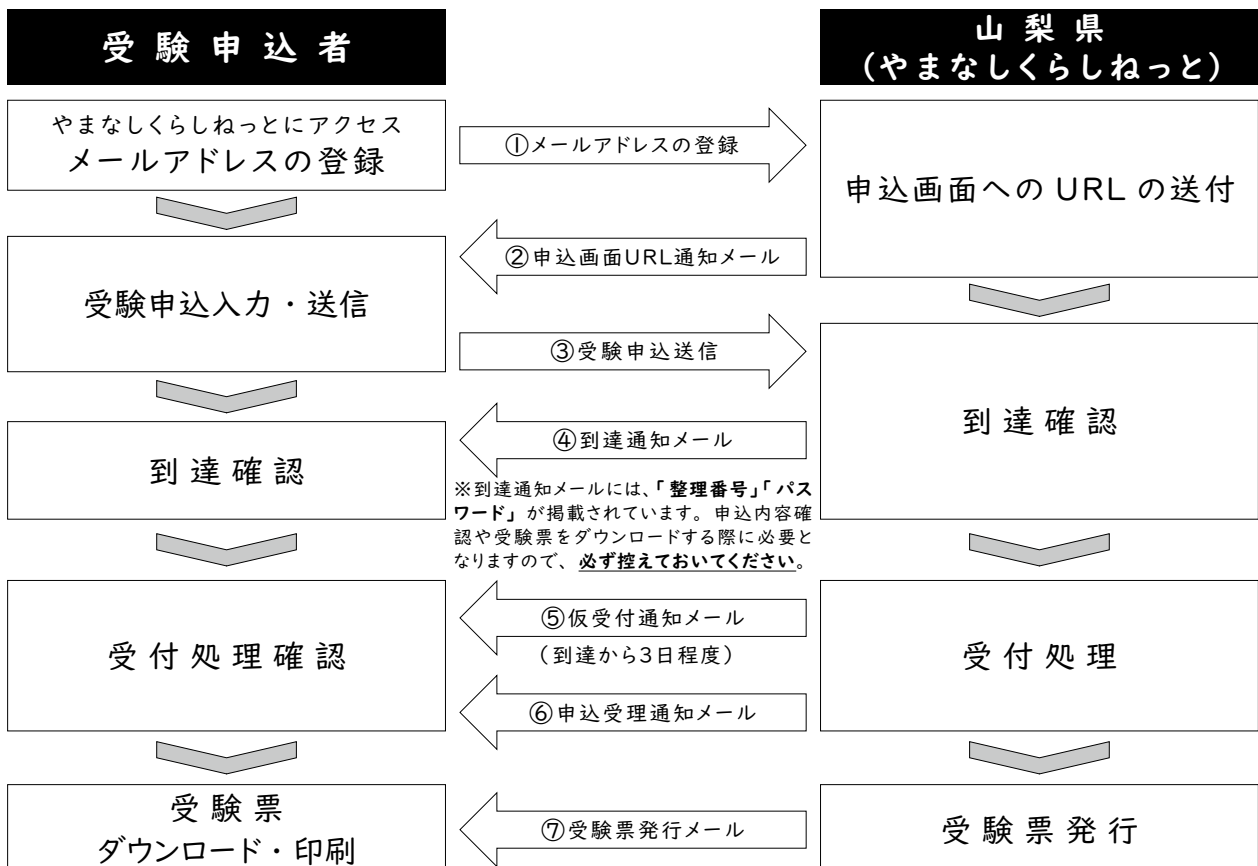 受験申込者
山梨県
(やまなしくらしねっと)
やまなしくらしねっとにアクセス
メールアドレスの登録
①メールアドレスの登録
申込画面への URL の送付
②申込画面URL通知メール
受験申込入力・送信
③受験申込送信
到達確認
④到達通知メール
到達確認
※到達通知メールには、「整理番号」「パス
ワード」が掲載されています。申込内容確
認や受験票をダウンロードする際に必要と
なりますので、必ず控えておいてください。
⑤仮受付通知メール
(到達から3日程度)
受付処理確認
受付処理
⑥申込受理通知メール
受験票
ダウンロード・印刷
⑦受験票発行メール
受験票発行